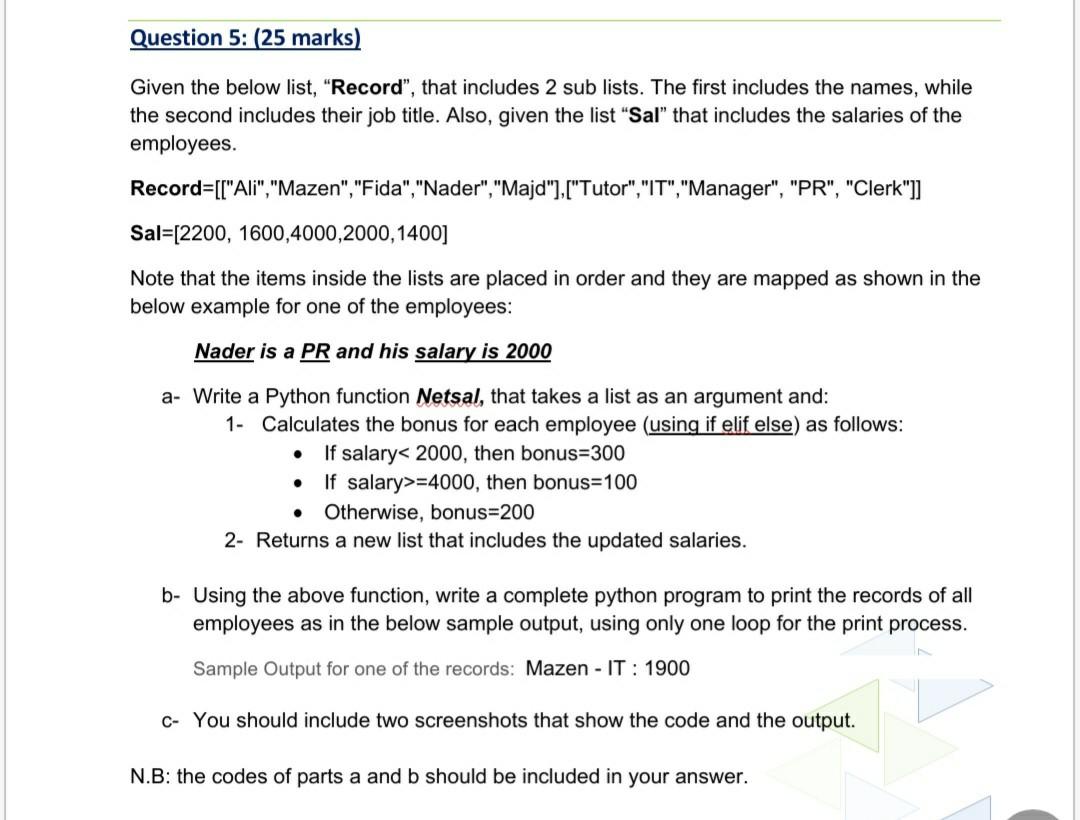 Question 5: (25 marks)
Given the below list, “Record”, that includes 2 sub lists. The first includes the names, while
the second includes their job title. Also, given the list “Sal” that includes the salaries of the
employees.
Record=[["Ali","Mazen","Fida","Nader","Majd"],["Tutor","IT","Manager", "PR", "Clerk"]]
Sal=[2200, 1600,4000,2000,1400]
Note that the items inside the lists are placed in order and they are mapped as shown in the
below example for one of the employees:
Nader is a PR and his salary is 2000
a- Write a Python function Netsal, that takes a list as an argument and:
1- Calculates the bonus for each employee (using if elif else) as follows:
• If salary< 2000, then bonus=300
• If salary>=4000, then bonus=100
• Otherwise, bonus=200
2- Returns a new list that includes the updated salaries.
b- Using the above function, write a complete python program to print the records of all
employees as in the below sample output, using only one loop for the print process.
Sample Output for one of the records: Mazen - IT : 1900
c- You should include two screenshots that show the code and the output.
N.B: the codes of parts a and b should be included in your answer.